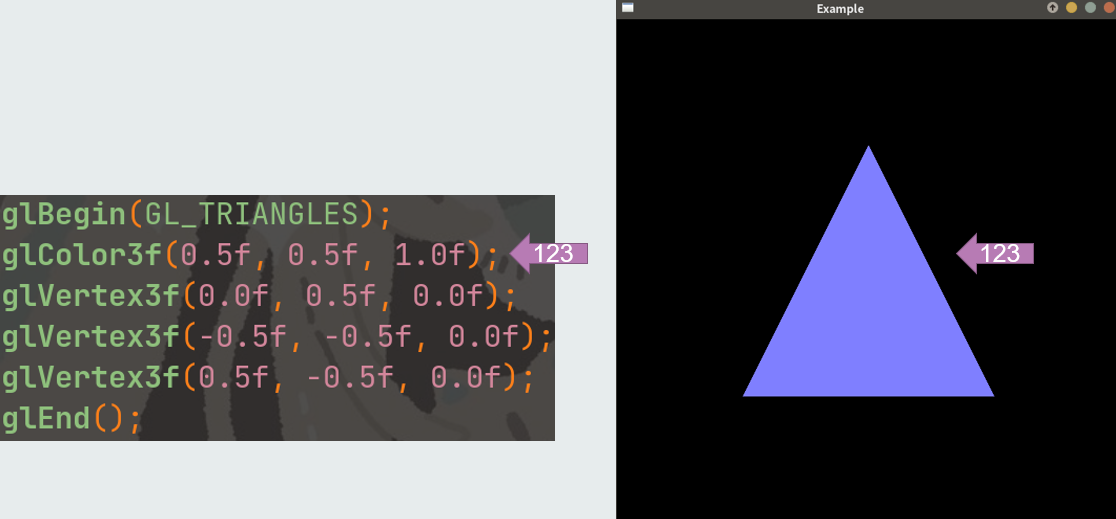 Example
glBegin(GL_TRIANGLES);
glColor3f(0.5f, 0.5f, 1.0f);
123
123
glVertex3f(0.0f, 0.5f, 0.0f);
glVertex3f(-0.5f, -0.5f, 0.0f);
glVertex3f(0.5f, -0.5f, 0.0f);
glEnd();